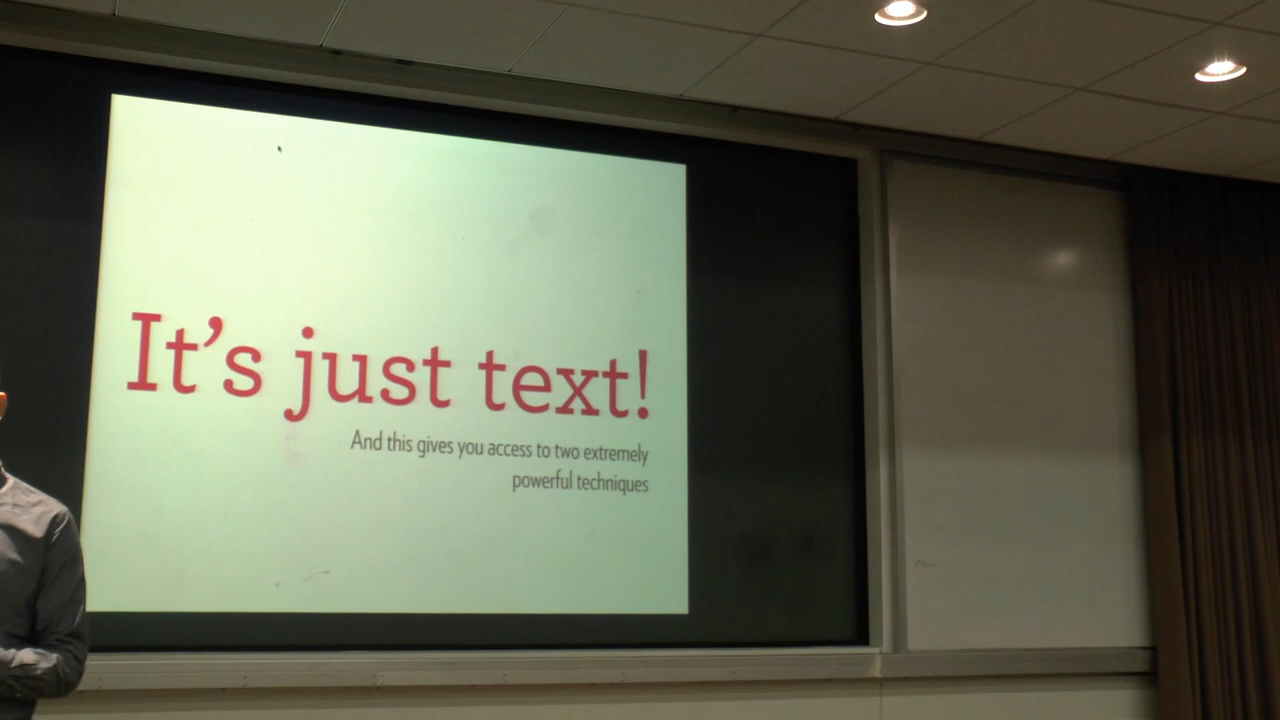 It’s just text!
And this gives you access to two extremely
powerful techniques